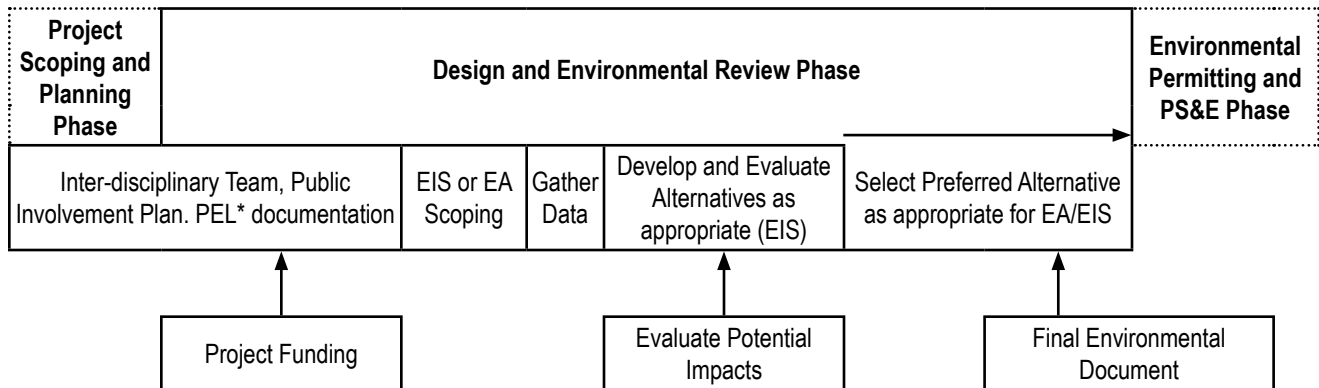 Project
Scoping and
Planning
Phase
Design and Environmental Review Phase
Environmental
Permitting and
PS&E Phase
Inter-disciplinary Team, Public
Involvement Plan. PEL* documentation
EIS or EA
Scoping
Gather
Data
Develop and Evaluate
Alternatives as
appropriate (EIS)
Select Preferred Alternative
as appropriate for EA/EIS
Project Funding
Evaluate Potential
Impacts
Final Environmental
Document